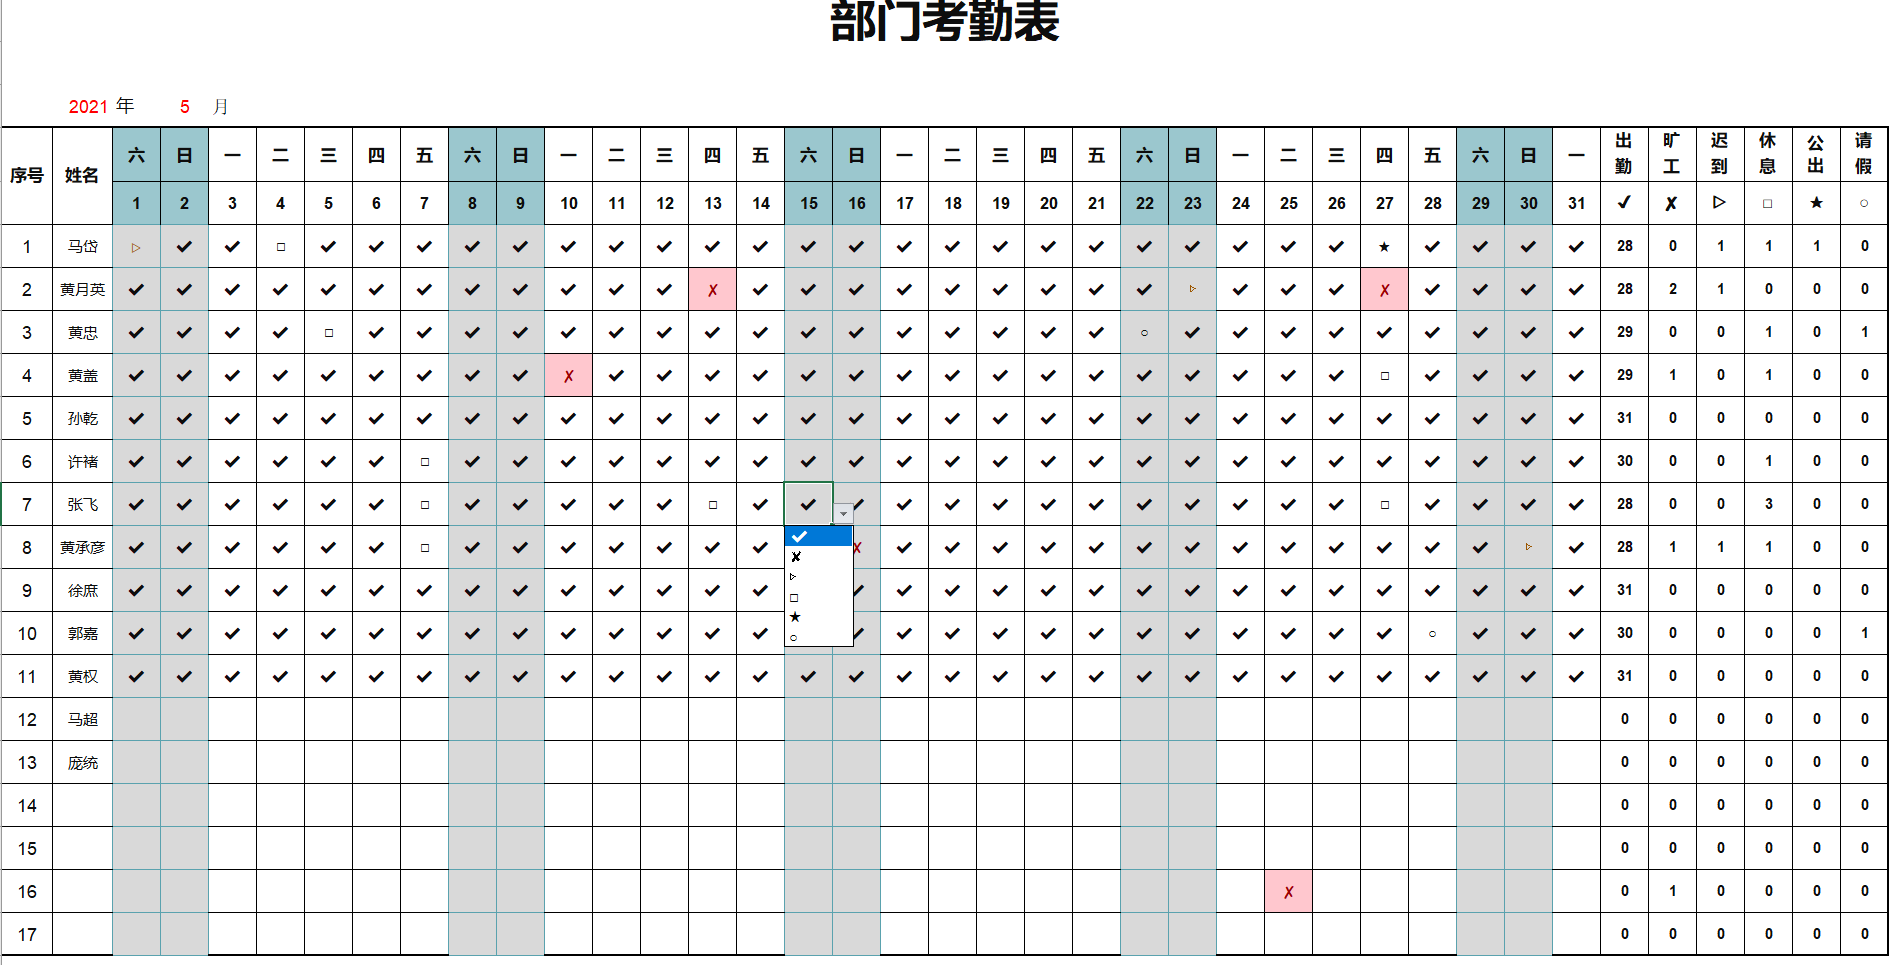 部门考勤表
2021 年 5 月
序号 姓名 六 日 一 二 三 四 五 六 日 一 二 三 四 五 六 日 一 二 三 四 五 六 日 一 二 三 四 五 六 日 一 出勤 旷工 迟到 休息 公出 请假
1 2 3 4 5 6 7 8 9 10 11 12 13 14 15 16 17 18 19 20 21 22 23 24 25 26 27 28 29 30 31 ✓ ✗ ▷ □ ★ ○
1 马岱 ▷ ✓ ✓ □ ✓ ✓ ✓ ✓ ✓ ✓ ✓ ✓ ✓ ✓ ✓ ✓ ✓ ✓ ✓ ✓ ✓ ✓ ✓ ✓ ✓ ✓ ★ ✓ ✓ ✓ ✓ 28 0 1 1 1 0
2 黄月英 ✓ ✓ ✓ ✓ ✓ ✓ ✓ ✓ ✓ ✓ ✓ ✓ ✗ ✓ ✓ ✓ ✓ ✓ ✓ ✓ ✓ ✓ ▷ ✓ ✓ ✓ ✗ ✓ ✓ ✓ ✓ 28 2 1 0 0 0
3 黄忠 ✓ ✓ ✓ ✓ □ ✓ ✓ ✓ ✓ ✓ ✓ ✓ ✓ ✓ ✓ ✓ ✓ ✓ ✓ ✓ ✓ ○ ✓ ✓ ✓ ✓ ✓ ✓ ✓ ✓ ✓ 29 0 0 1 0 1
4 黄盖 ✓ ✓ ✓ ✓ ✓ ✓ ✓ ✓ ✓ ✗ ✓ ✓ ✓ ✓ ✓ ✓ ✓ ✓ ✓ ✓ ✓ ✓ ✓ ✓ ✓ ✓ □ ✓ ✓ ✓ ✓ 29 1 0 1 0 0
5 孙乾 ✓ ✓ ✓ ✓ ✓ ✓ ✓ ✓ ✓ ✓ ✓ ✓ ✓ ✓ ✓ ✓ ✓ ✓ ✓ ✓ ✓ ✓ ✓ ✓ ✓ ✓ ✓ ✓ ✓ ✓ ✓ 31 0 0 0 0 0
6 许褚 ✓ ✓ ✓ ✓ ✓ ✓ □ ✓ ✓ ✓ ✓ ✓ ✓ ✓ ✓ ✓ ✓ ✓ ✓ ✓ ✓ ✓ ✓ ✓ ✓ ✓ ✓ ✓ ✓ ✓ ✓ 30 0 0 1 0 0
7 张飞 ✓ ✓ ✓ ✓ ✓ ✓ □ ✓ ✓ ✓ ✓ ✓ □ ✓ ✓ ✓ ✓ ✓ ✓ ✓ ✓ ✓ ✓ ✓ ✓ ✓ □ ✓ ✓ ✓ ✓ 28 0 0 3 0 0
✓
✗
▷
□
★
○
8 黄承彦 ✓ ✓ ✓ ✓ ✓ ✓ □ ✓ ✓ ✓ ✓ ✓ ✓ ✓ ✗ ✓ ✓ ✓ ✓ ✓ ✓ ✓ ✓ ✓ ✓ ✓ ✓ ✓ ▷ ✓ 28 1 1 1 0 0
9 徐庶 ✓ ✓ ✓ ✓ ✓ ✓ ✓ ✓ ✓ ✓ ✓ ✓ ✓ ✓ ✓ ✓ ✓ ✓ ✓ ✓ ✓ ✓ ✓ ✓ ✓ ✓ ✓ ✓ ✓ ✓ 31 0 0 0 0 0
10 郭嘉 ✓ ✓ ✓ ✓ ✓ ✓ ✓ ✓ ✓ ✓ ✓ ✓ ✓ ✓ ✓ ✓ ✓ ✓ ✓ ✓ ✓ ✓ ✓ ✓ ✓ ✓ ○ ✓ ✓ ✓ 30 0 0 0 0 1
11 黄权 ✓ ✓ ✓ ✓ ✓ ✓ ✓ ✓ ✓ ✓ ✓ ✓ ✓ ✓ ✓ ✓ ✓ ✓ ✓ ✓ ✓ ✓ ✓ ✓ ✓ ✓ ✓ ✓ ✓ ✓ ✓ 31 0 0 0 0 0
12 马超 0 0 0 0 0 0
13 庞统 0 0 0 0 0 0
14 0 0 0 0 0 0
15 0 0 0 0 0 0
16 ✗ 0 1 0 0 0 0
17 0 0 0 0 0 0